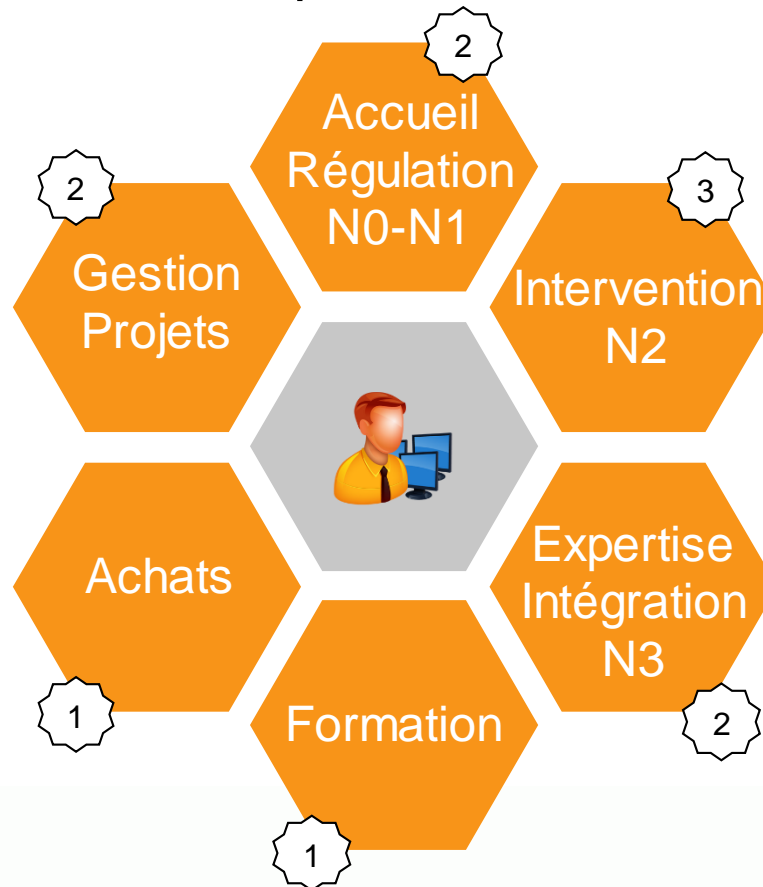 2
Accueil
Régulation
N0-N1
2
Gestion
Projets
3
Intervention
N2
Achats
1
Expertise
Intégration
N3
2
Formation
1